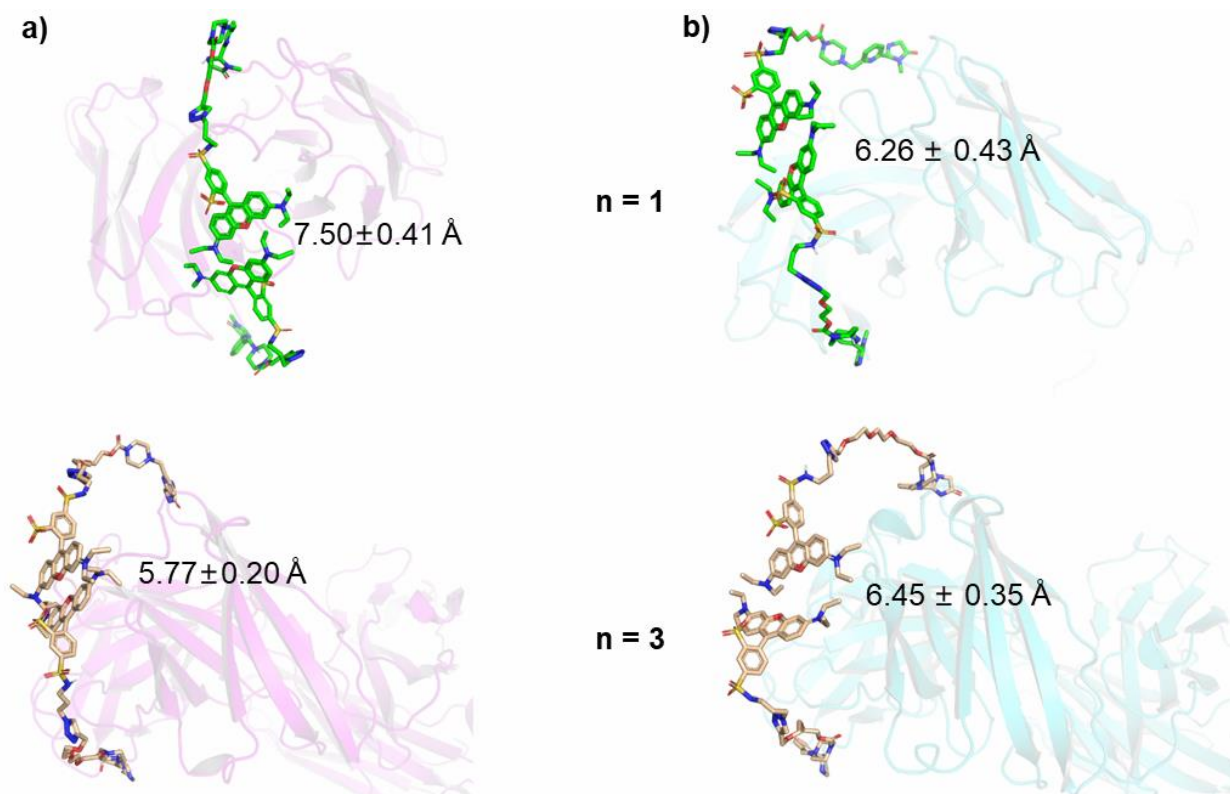 a)
b)
6.26 ± 0.43 Å
n = 1
7.50±0.41 Å
5.77±0.20 Å
6.45 ± 0.35 Å
n = 3